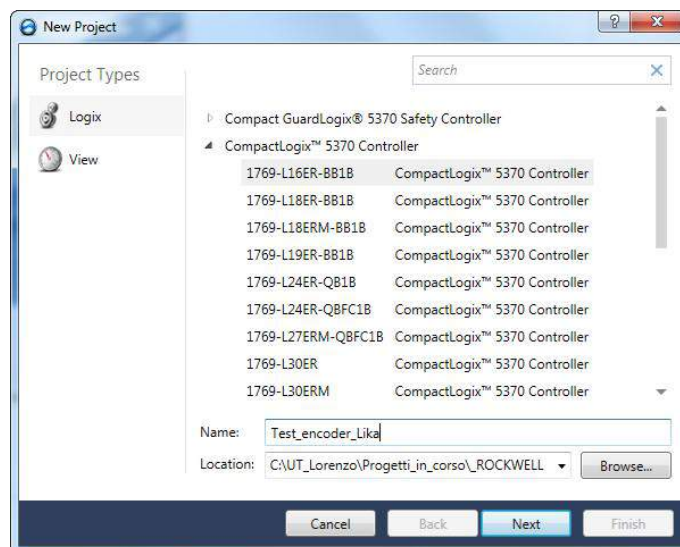 New Project
Project Types
Search
Logix
View
Compact GuardLogix® 5370 Safety Controller
CompactLogix™ 5370 Controller
1769-L16ER-BB1B CompactLogix™ 5370 Controller
1769-L18ER-BB1B CompactLogix™ 5370 Controller
1769-L18ERM-BB1B CompactLogix™ 5370 Controller
1769-L19ER-BB1B CompactLogix™ 5370 Controller
1769-L24ER-QB1B CompactLogix™ 5370 Controller
1769-L24ER-QBFC1B CompactLogix™ 5370 Controller
1769-L27ERM-QBFC1B CompactLogix™ 5370 Controller
1769-L30ER CompactLogix™ 5370 Controller
1769-L30ERM CompactLogix™ 5370 Controller
Name: Test_encoder_Lika
Location: C:\UT_Lorenzo\Progetti_in_corso\_ROCKWELL Browse...
Cancel Back Next Finish